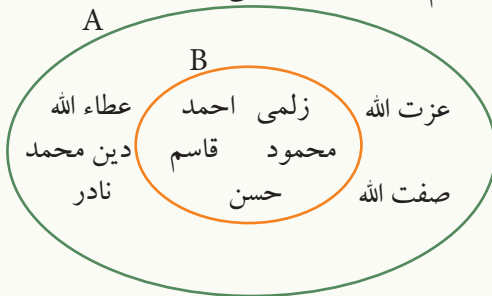 A
B
عزت الله زلمی احمد عطاء الله
محمود قاسم دین محمد
صفت الله حسن نادر